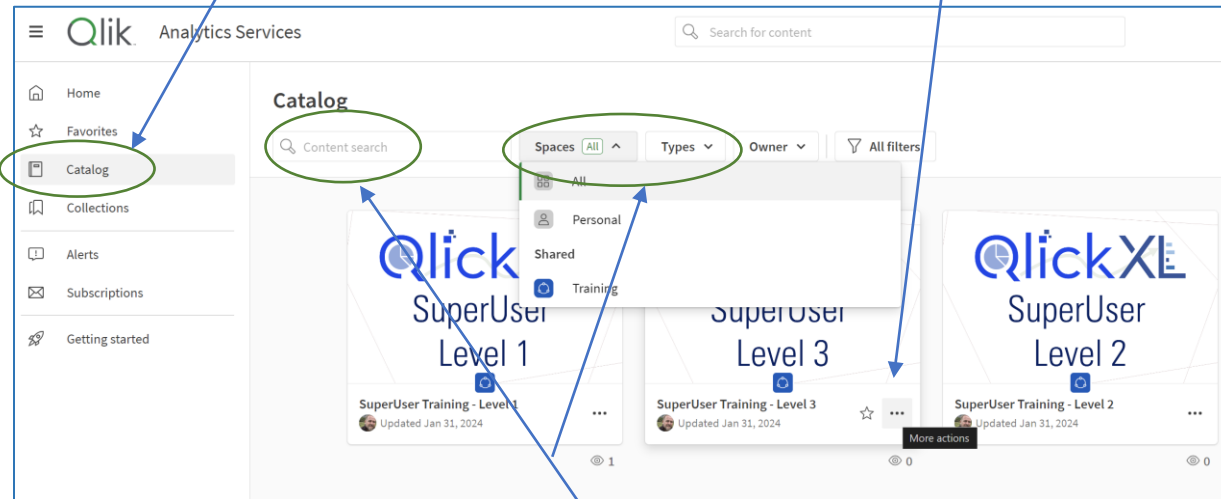 Qlik Analytics Services
Search for content
Home
Favorites
Catalog
Collections
Alerts
Subscriptions
Getting started
Catalog
Content search
Spaces All
Types
Owner
All filters
All
Personal
Shared
Training
Qlick
SuperUser
Level 1
SuperUser Training - Level 1
Updated Jan 31, 2024
1
SuperUser
Level 3
SuperUser Training - Level 3
Updated Jan 31, 2024
More actions
0
QlickXL
SuperUser
Level 2
SuperUser Training - Level 2
Updated Jan 31, 2024
0